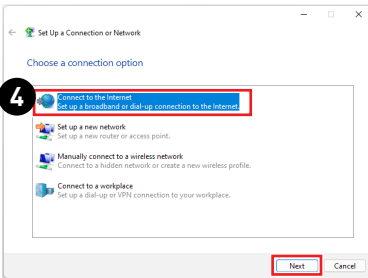 Set Up a Connection or Network
Choose a connection option
4
Connect to the Internet
Set up a broadband or dial-up connection to the Internet.
Set up a new network
Set up a new router or access point.
Manually connect to a wireless network
Connect to a hidden network or create a new wireless profile.
Connect to a workplace
Set up a dial-up or VPN connection to your workplace.
Next
Cancel